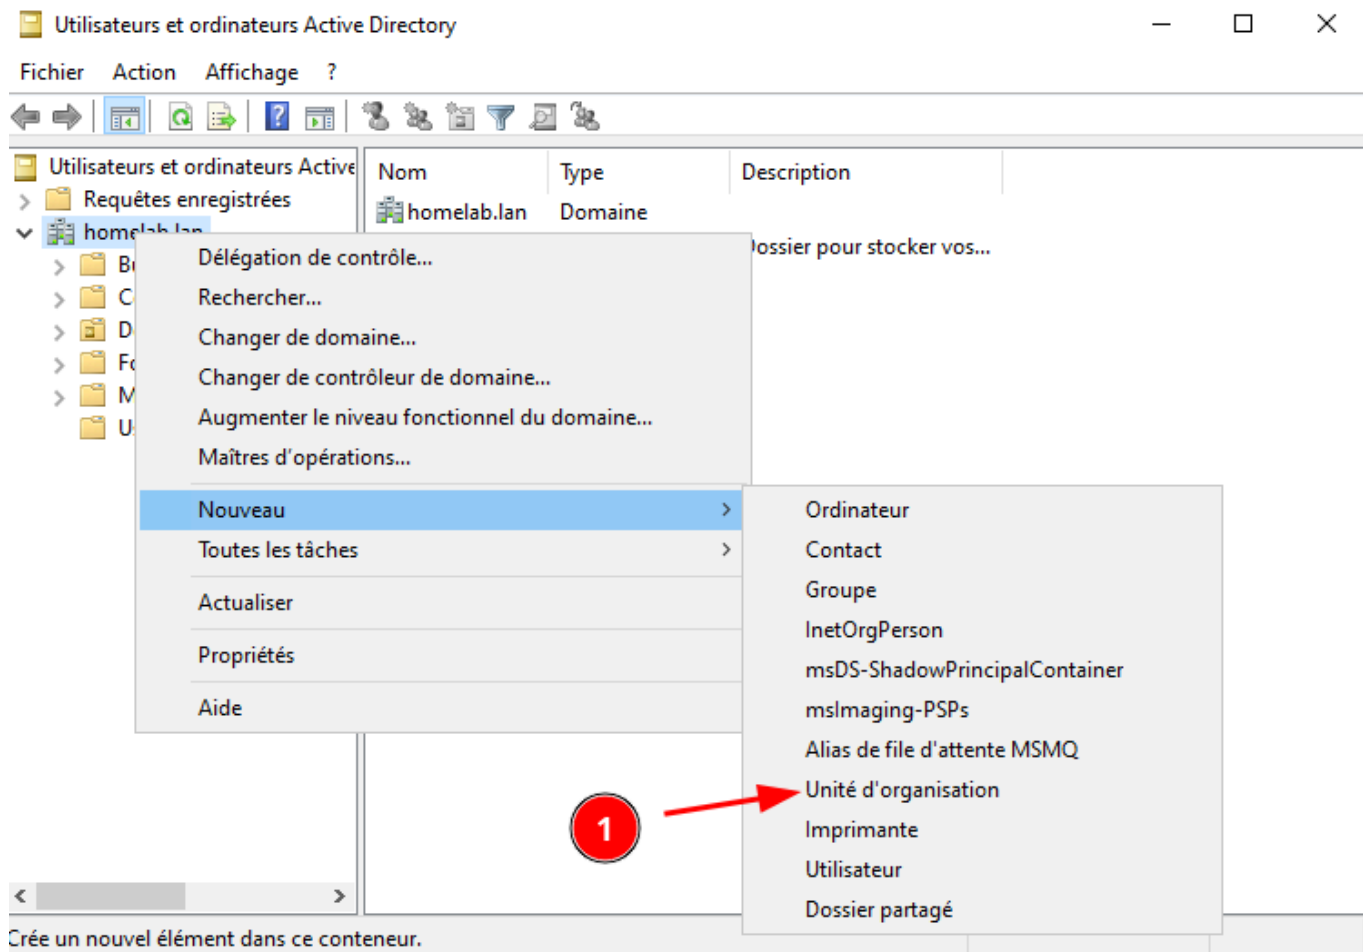 Utilisateurs et ordinateurs Active Directory
Fichier Action Affichage ?
Utilisateurs et ordinateurs Active
Requêtes enregistrées
homelab.lan
Nom Type Description
homelab.lan Domaine
Dossier pour stocker vos...
Délégation de contrôle...
Rechercher...
Changer de domaine...
Changer de contrôleur de domaine...
Augmenter le niveau fonctionnel du domaine...
Maîtres d'opérations...
Nouveau
Toutes les tâches
Actualiser
Propriétés
Aide
Ordinateur
Contact
Groupe
InetOrgPerson
msDS-ShadowPrincipalContainer
msImaging-PSPs
Alias de file d'attente MSMQ
Unité d'organisation
Imprimante
Utilisateur
Dossier partagé
1
Crée un nouvel élément dans ce conteneur.